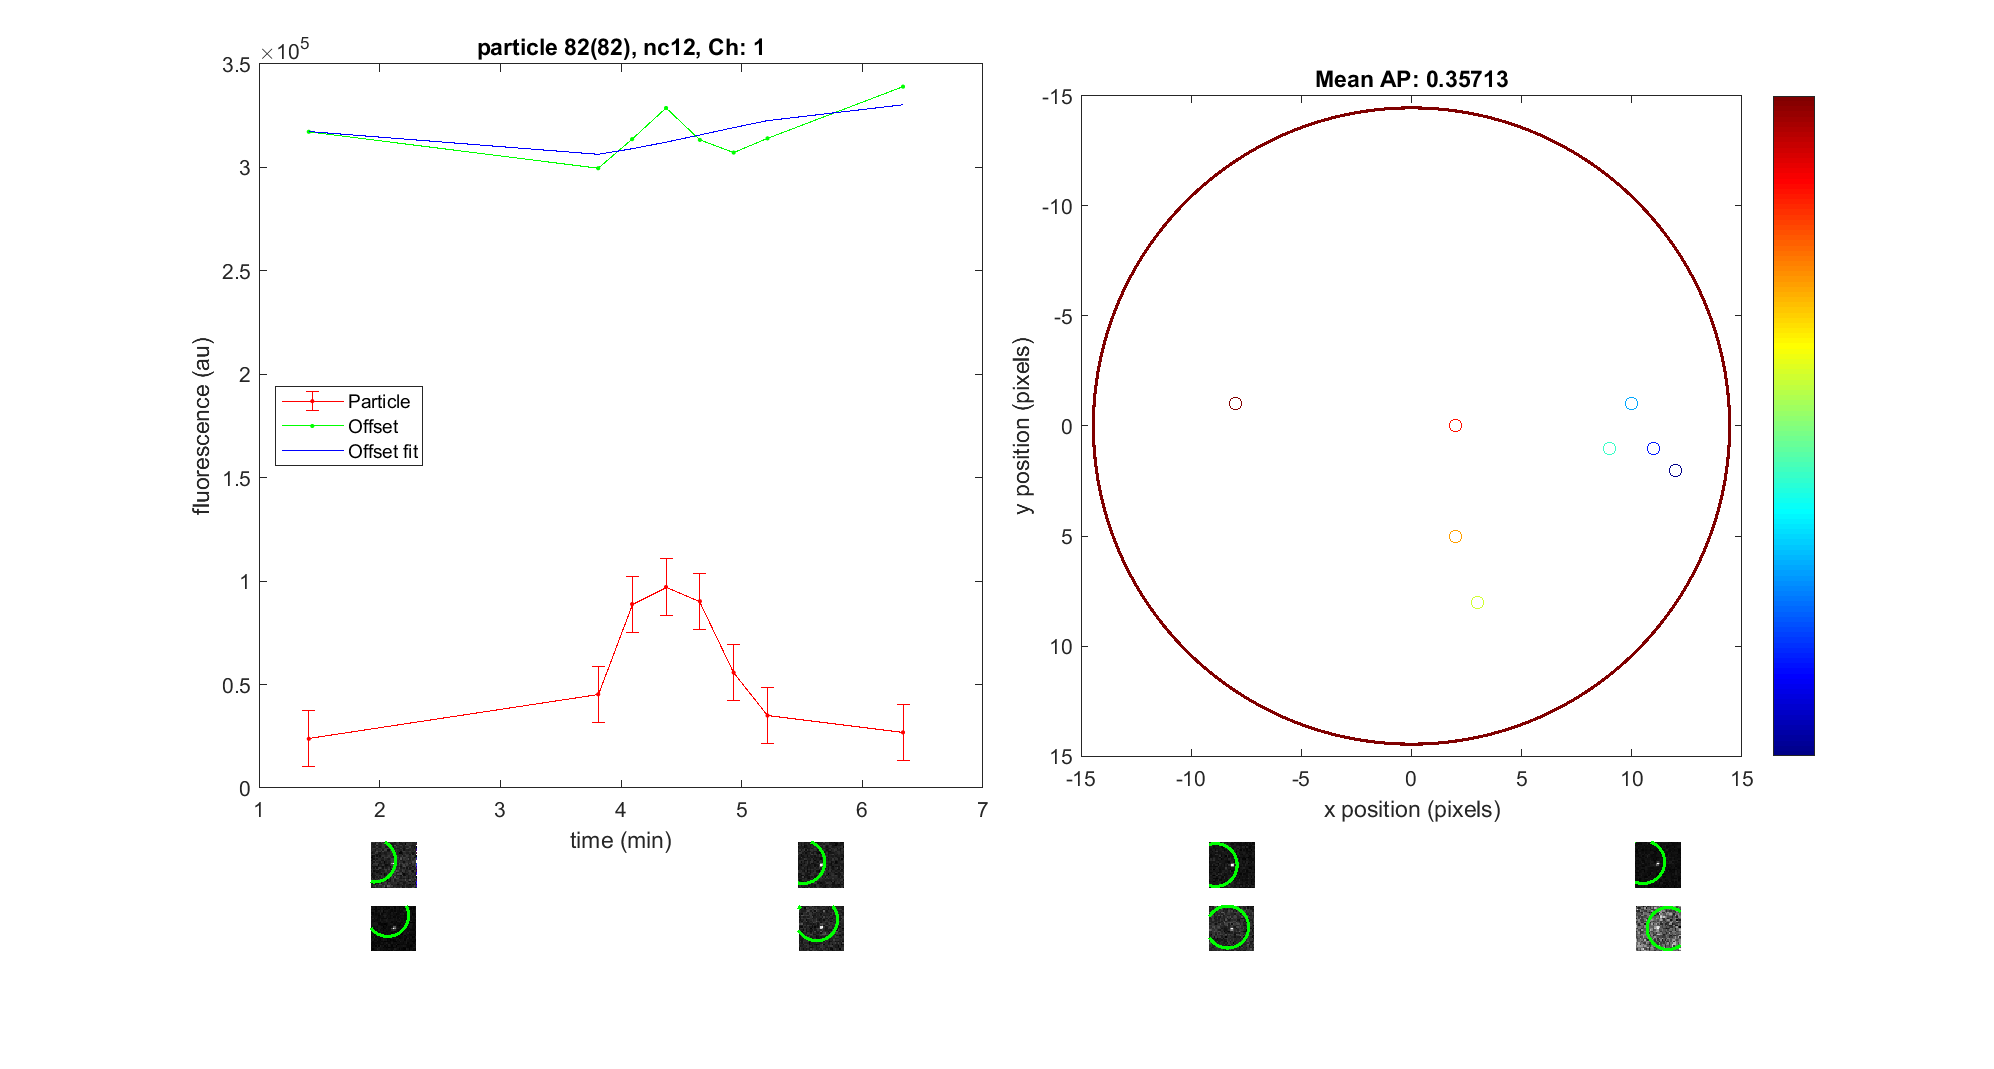 particle 82(82), nc12, Ch: 1
×10^5
3.5
3
2.5
2
1.5
1
0.5
0
1 2 3 4 5 6 7
time (min)
fluorescence (au)
Particle
Offset
Offset fit
Mean AP: 0.35713
-15
-10
-5
0
5
10
15
-15 -10 -5 0 5 10 15
x position (pixels)
y position (pixels)